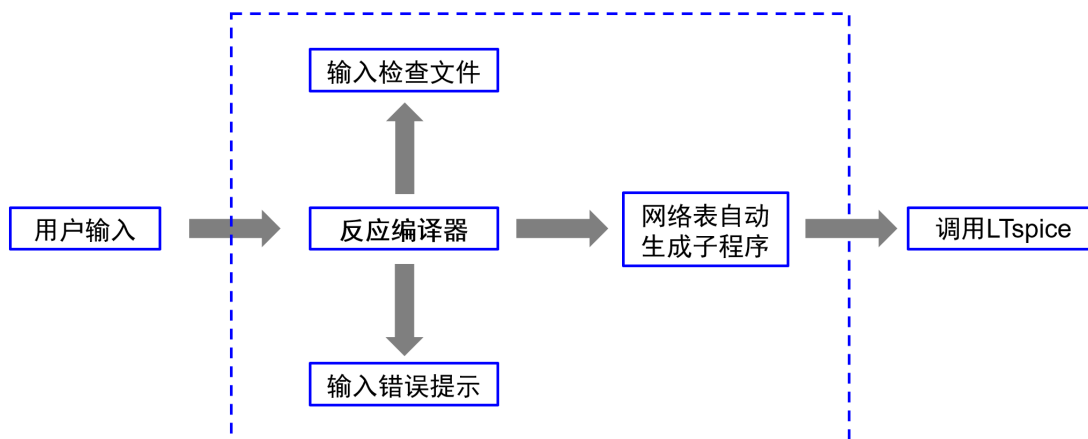 输入检查文件
用户输入
反应编译器
网络表自动
生成子程序
调用LTspice
输入错误提示